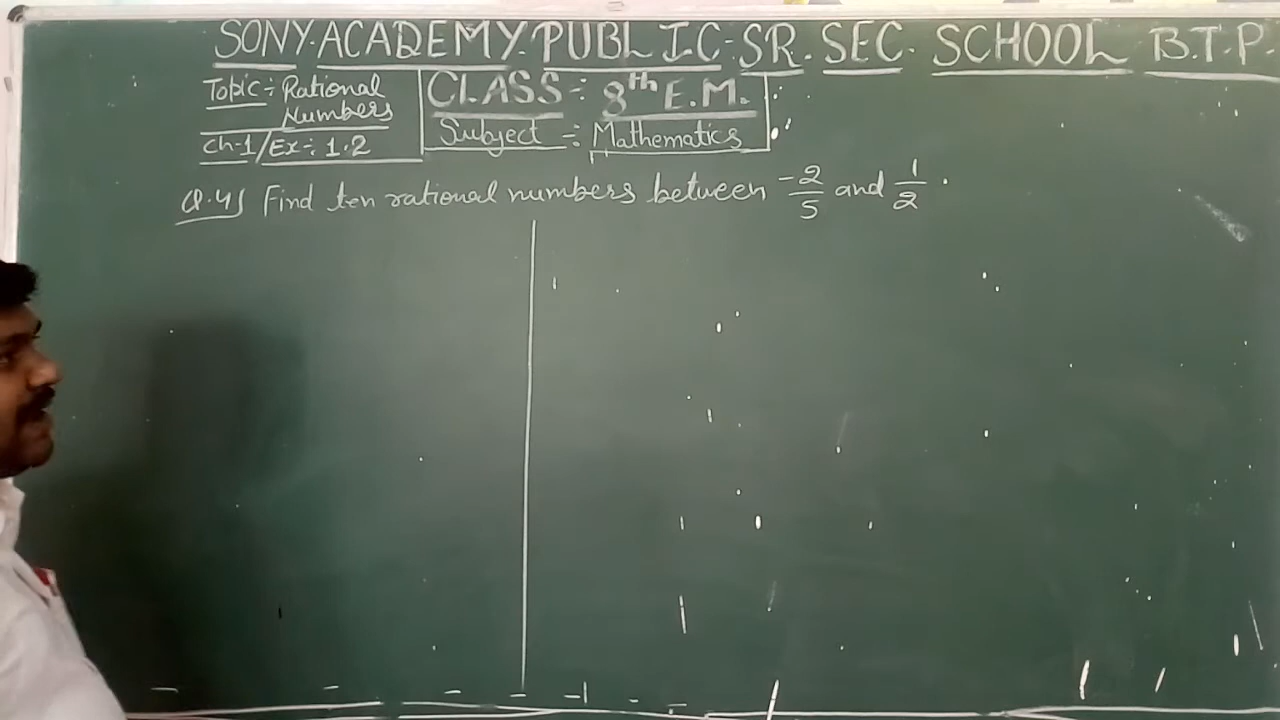 SONY ACADEMY PUBLIC SR. SEC. SCHOOL B.T.P.
Topic ÷ Rational
Numbers
Ch-1/Ex ÷ 1.2
CLASS ÷ 8th E.M.
Subject ÷ Mathematics
Q.4) Find ten rational numbers between -2/5 and 1/2.